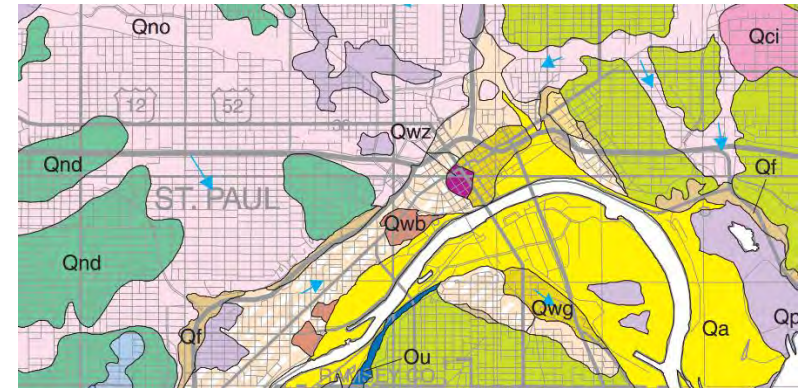 Qno
Qci
12
52
Qwz
Qnd
Qf
ST. PAUL
Qwb
Qnd
Qwg
Qf
Qa
Qp
Ou
RAMSEY CO